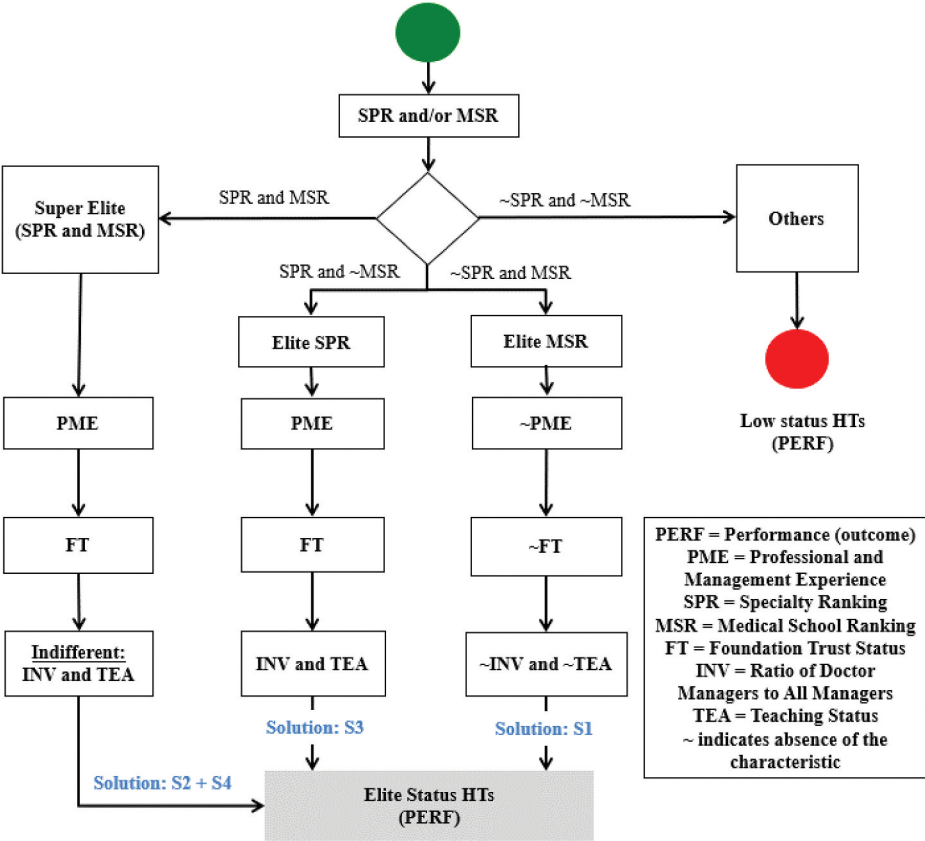 SPR and/or MSR
SPR and MSR
~SPR and ~MSR
Super Elite
(SPR and MSR)
Others
SPR and ~MSR
~SPR and MSR
Elite SPR
Elite MSR
PME
PME
~PME
Low status HTs
(PERF)
FT
FT
~FT
Indifferent:
INV and TEA
INV and TEA
~INV and ~TEA
PERF = Performance (outcome)
PME = Professional and
Management Experience
SPR = Specialty Ranking
MSR = Medical School Ranking
FT = Foundation Trust Status
INV = Ratio of Doctor
Managers to All Managers
TEA = Teaching Status
~ indicates absence of the
characteristic
Solution: S3
Solution: S1
Solution: S2 + S4
Elite Status HTs
(PERF)